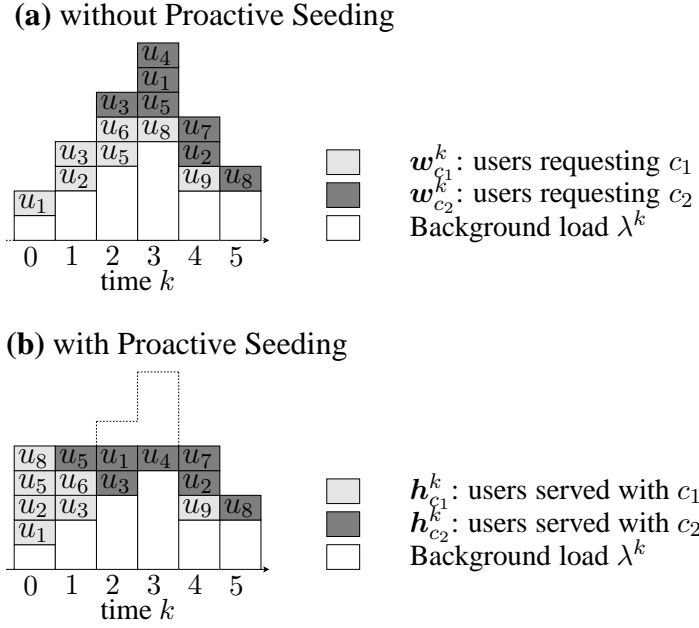 (a) without Proactive Seeding
u4
u1
u3 u5
u6 u8 u7
u3 u5 u2
u1 u2 u9 u8
0 1 2 3 4 5
time k
w^k_{c1}: users requesting c1
w^k_{c2}: users requesting c2
Background load λ^k
(b) with Proactive Seeding
u8 u5 u1 u4 u7
u5 u6 u3 u2
u2 u3 u9 u8
u1
0 1 2 3 4 5
time k
h^k_{c1}: users served with c1
h^k_{c2}: users served with c2
Background load λ^k